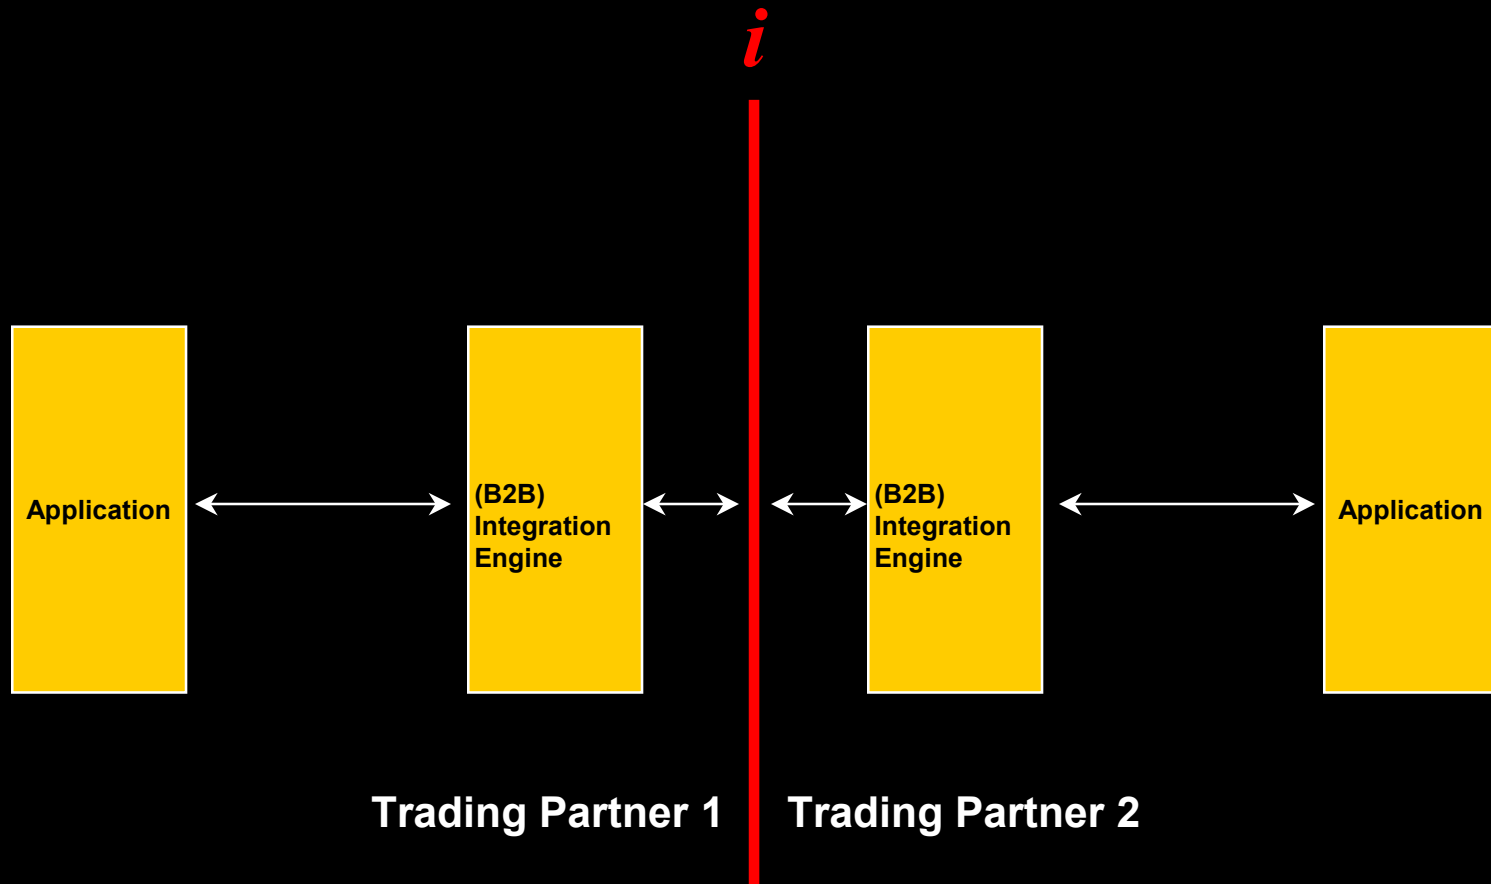 i
Application
(B2B)
Integration
Engine
(B2B)
Integration
Engine
Application
Trading Partner 1
Trading Partner 2